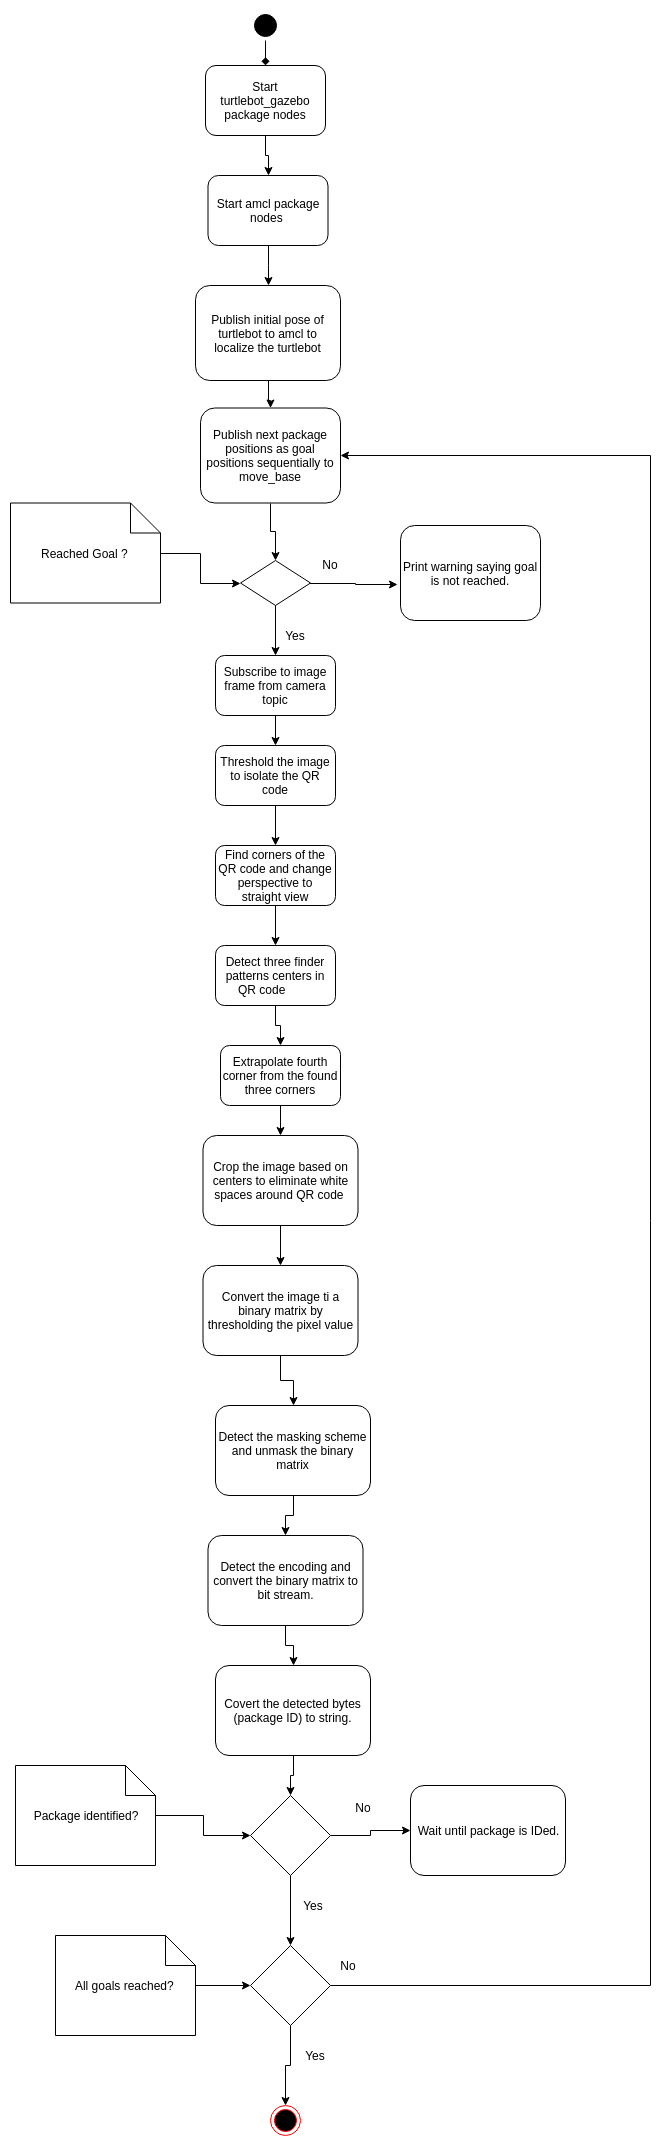 Start
turtlebot_gazebo
package nodes
Start amcl package
nodes
Publish initial pose of
turtlebot to amcl to
localize the turtlebot
Publish next package
positions as goal
positions sequentially to
move_base
Reached Goal ?
No
Print warning saying goal
is not reached.
Yes
Subscribe to image
frame from camera
topic
Threshold the image
to isolate the QR
code
Find corners of the
QR code and change
perspective to
straight view
Detect three finder
patterns centers in
QR code
Extrapolate fourth
corner from the found
three corners
Crop the image based on
centers to eliminate white
spaces around QR code
Convert the image ti a
binary matrix by
thresholding the pixel value
Detect the masking scheme
and unmask the binary
matrix
Detect the encoding and
convert the binary matrix to
bit stream.
Covert the detected bytes
(package ID) to string.
Package identified?
No
Wait until package is IDed.
Yes
All goals reached?
No
Yes